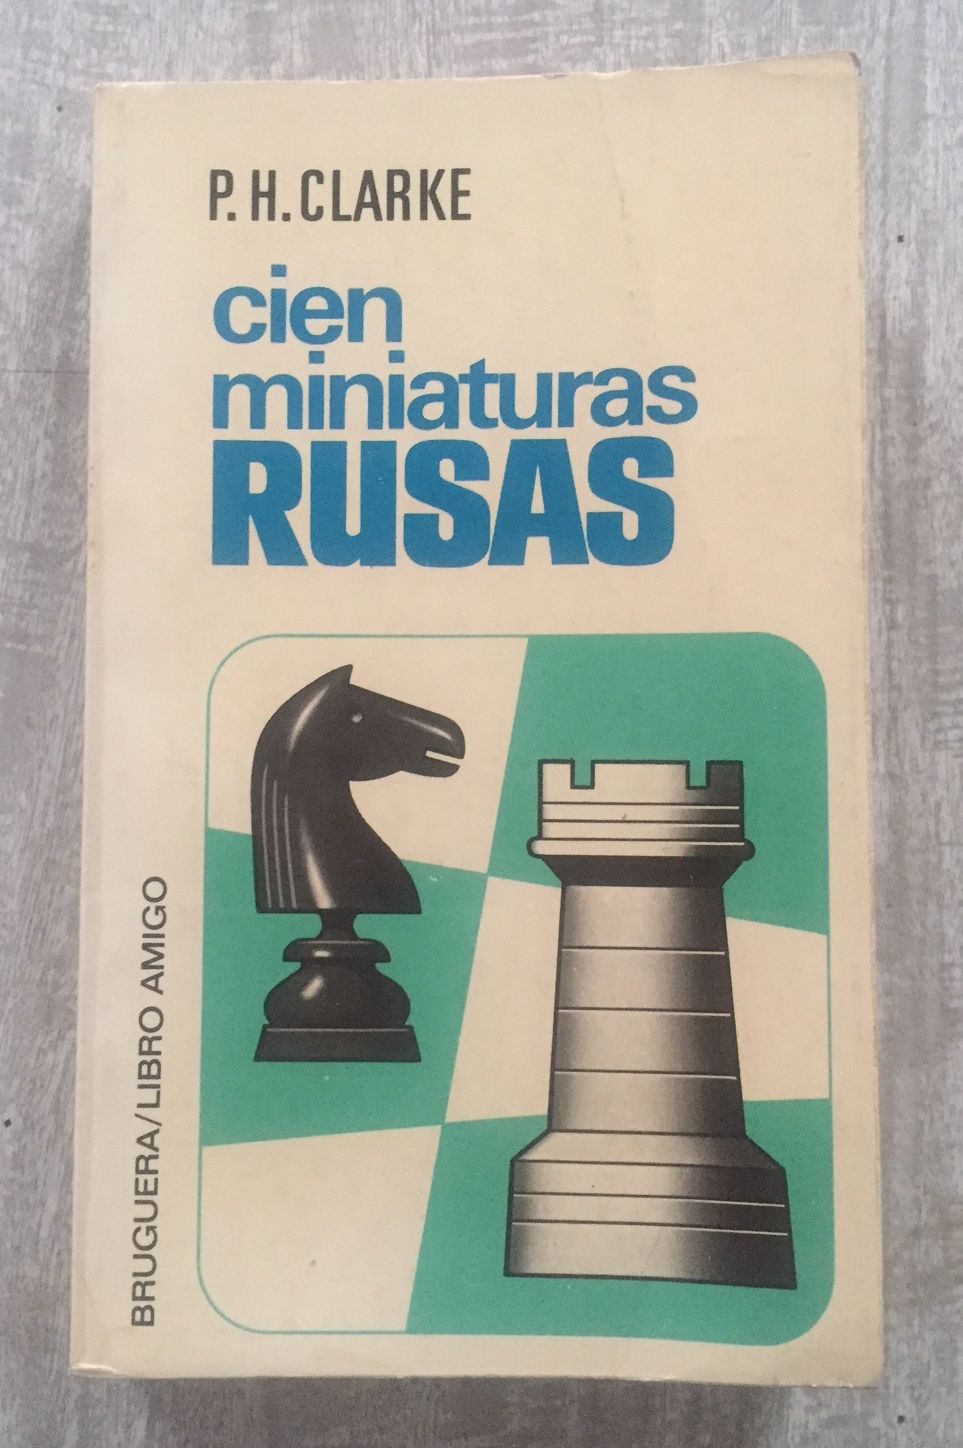 P. H. CLARKE
cien
miniaturas
RUSAS
BRUGUERA/LIBRO AMIGO